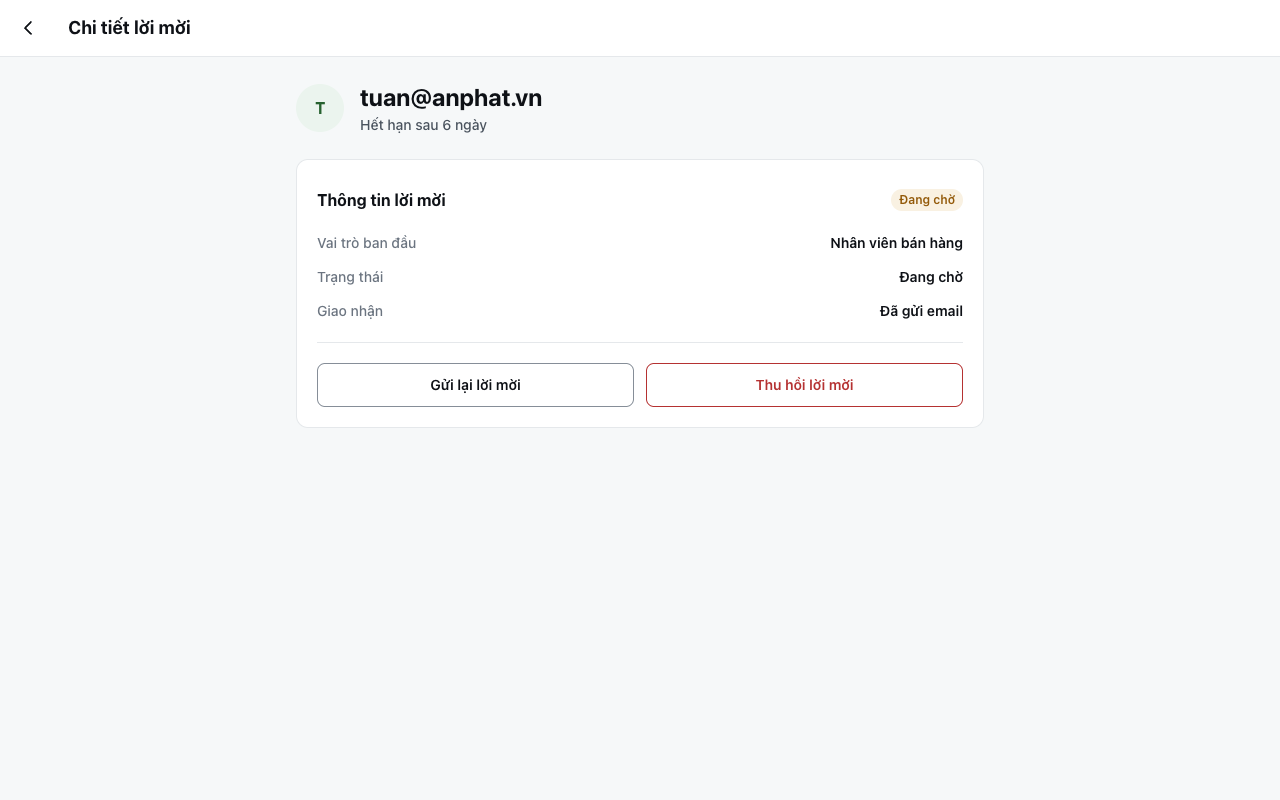 Chi tiết lời mời
T
tuan@anphat.vn
Hết hạn sau 6 ngày
Thông tin lời mời
Đang chờ
Vai trò ban đầu
Nhân viên bán hàng
Trạng thái
Đang chờ
Giao nhận
Đã gửi email
Gửi lại lời mời
Thu hồi lời mời